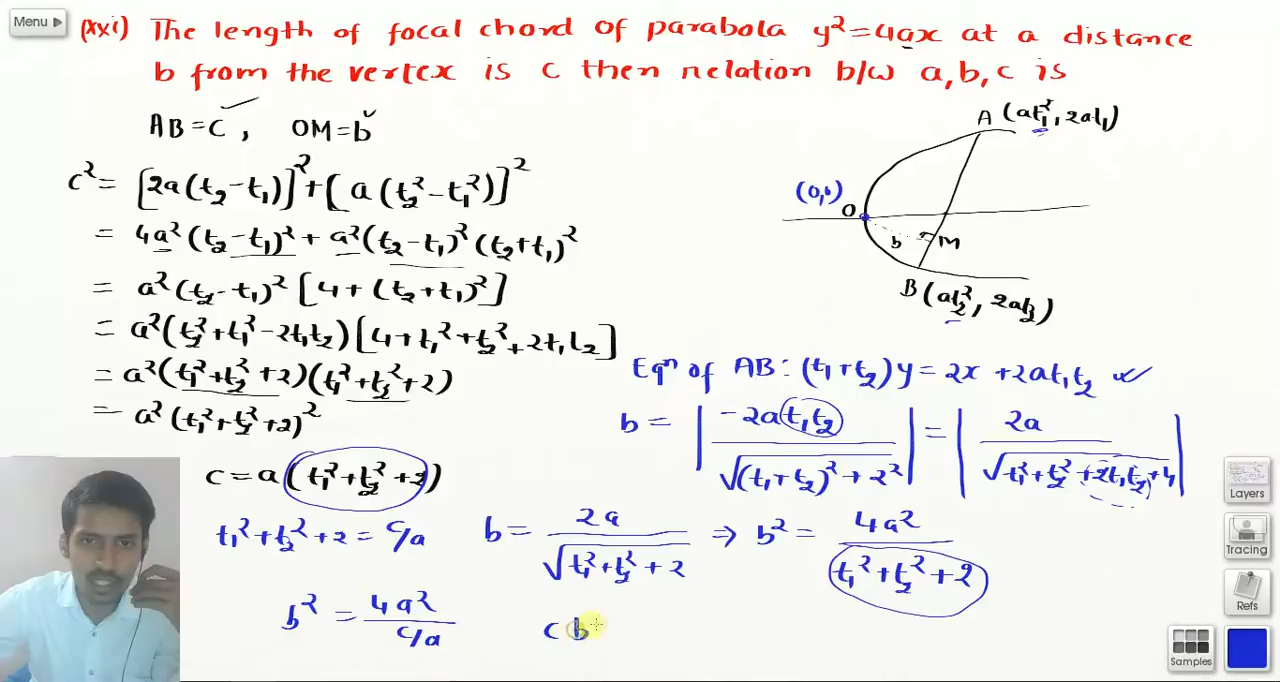 Menu
(xxi) The length of focal chord of parabola y²=4ax at a distance
b from the vertex is c then relation b/w a, b, c is
AB=c, OM=b
c² = [2a(t₂-t₁)]² + [a(t₂²-t₁²)]²
= 4a²(t₂-t₁)² + a²(t₂-t₁)²(t₂+t₁)²
= a²(t₂-t₁)² [4+(t₂+t₁)²]
= a²(t₂²+t₁²-2t₁t₂)[4+t₁²+t₂²+2t₁t₂]
= a²(t₁²+t₂²+2)(t₁²+t₂²+2)
= a²(t₁²+t₂²+2)²
c = a(t₁²+t₂²+2)
t₁²+t₂²+2 = c/a
A (at₁², 2at₁)
(0,0)
O
b
M
B (at₂², 2at₂)
Eqⁿ of AB: (t₁+t₂)y = 2x + 2at₁t₂
b = |-2at₁t₂ / √((t₁+t₂)²+2²)| = |2a / √(t₁²+t₂²+2t₁t₂+4)|
b = 2a / √(t₁²+t₂²+2) ⇒ b² = 4a² / (t₁²+t₂²+2)
b² = 4a² / (c/a)
c b
Layers
Tracing
Refs
Samples